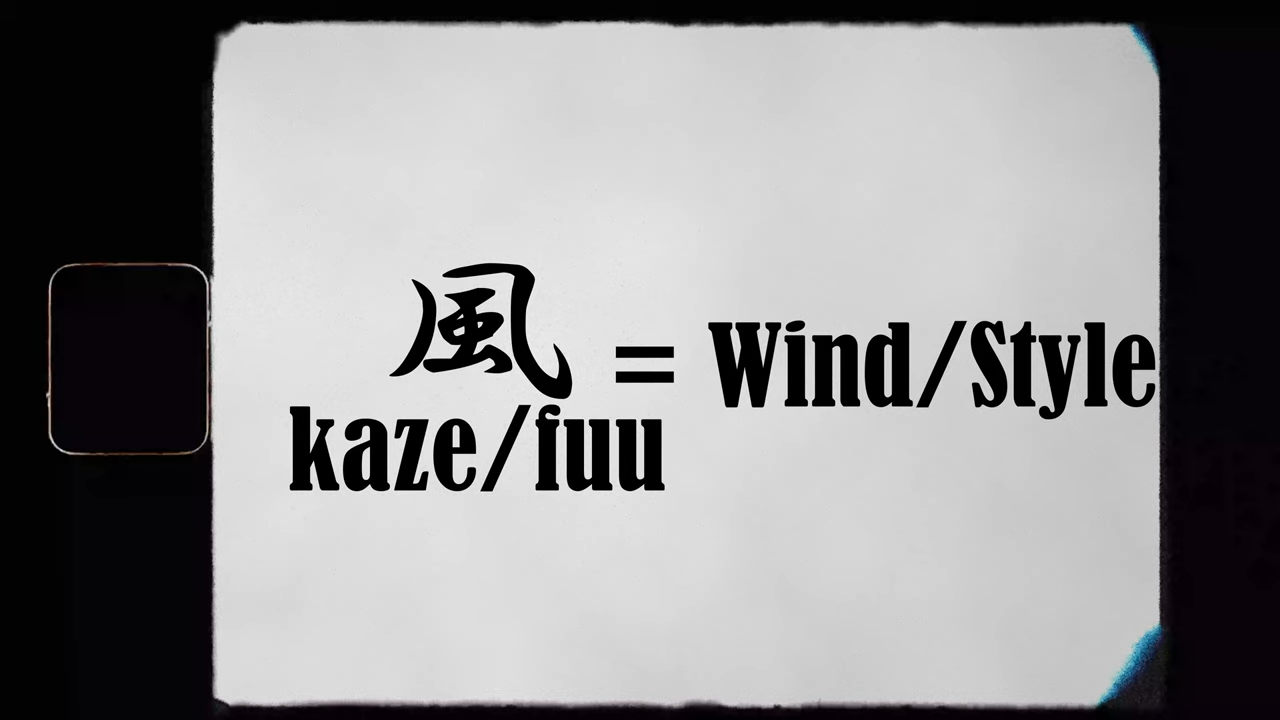 風 = Wind/Style
kaze/fuu